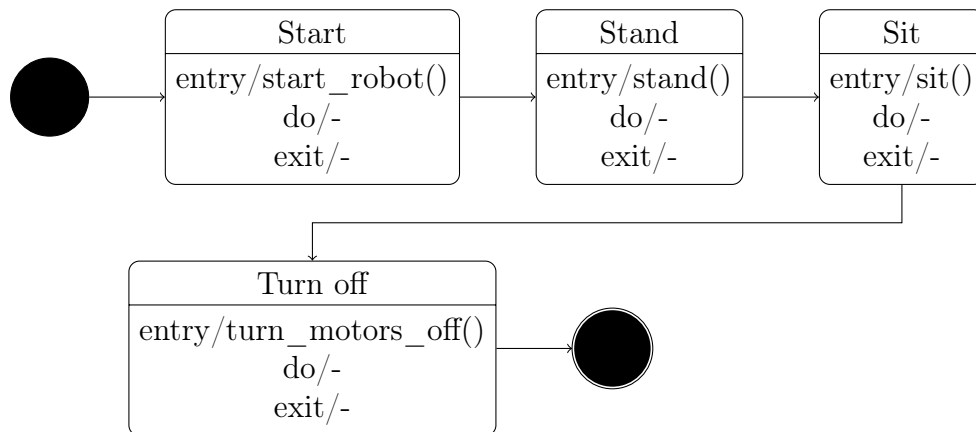 Start
entry/start_robot()
do/-
exit/-
Stand
entry/stand()
do/-
exit/-
Sit
entry/sit()
do/-
exit/-
Turn off
entry/turn_motors_off()
do/-
exit/-